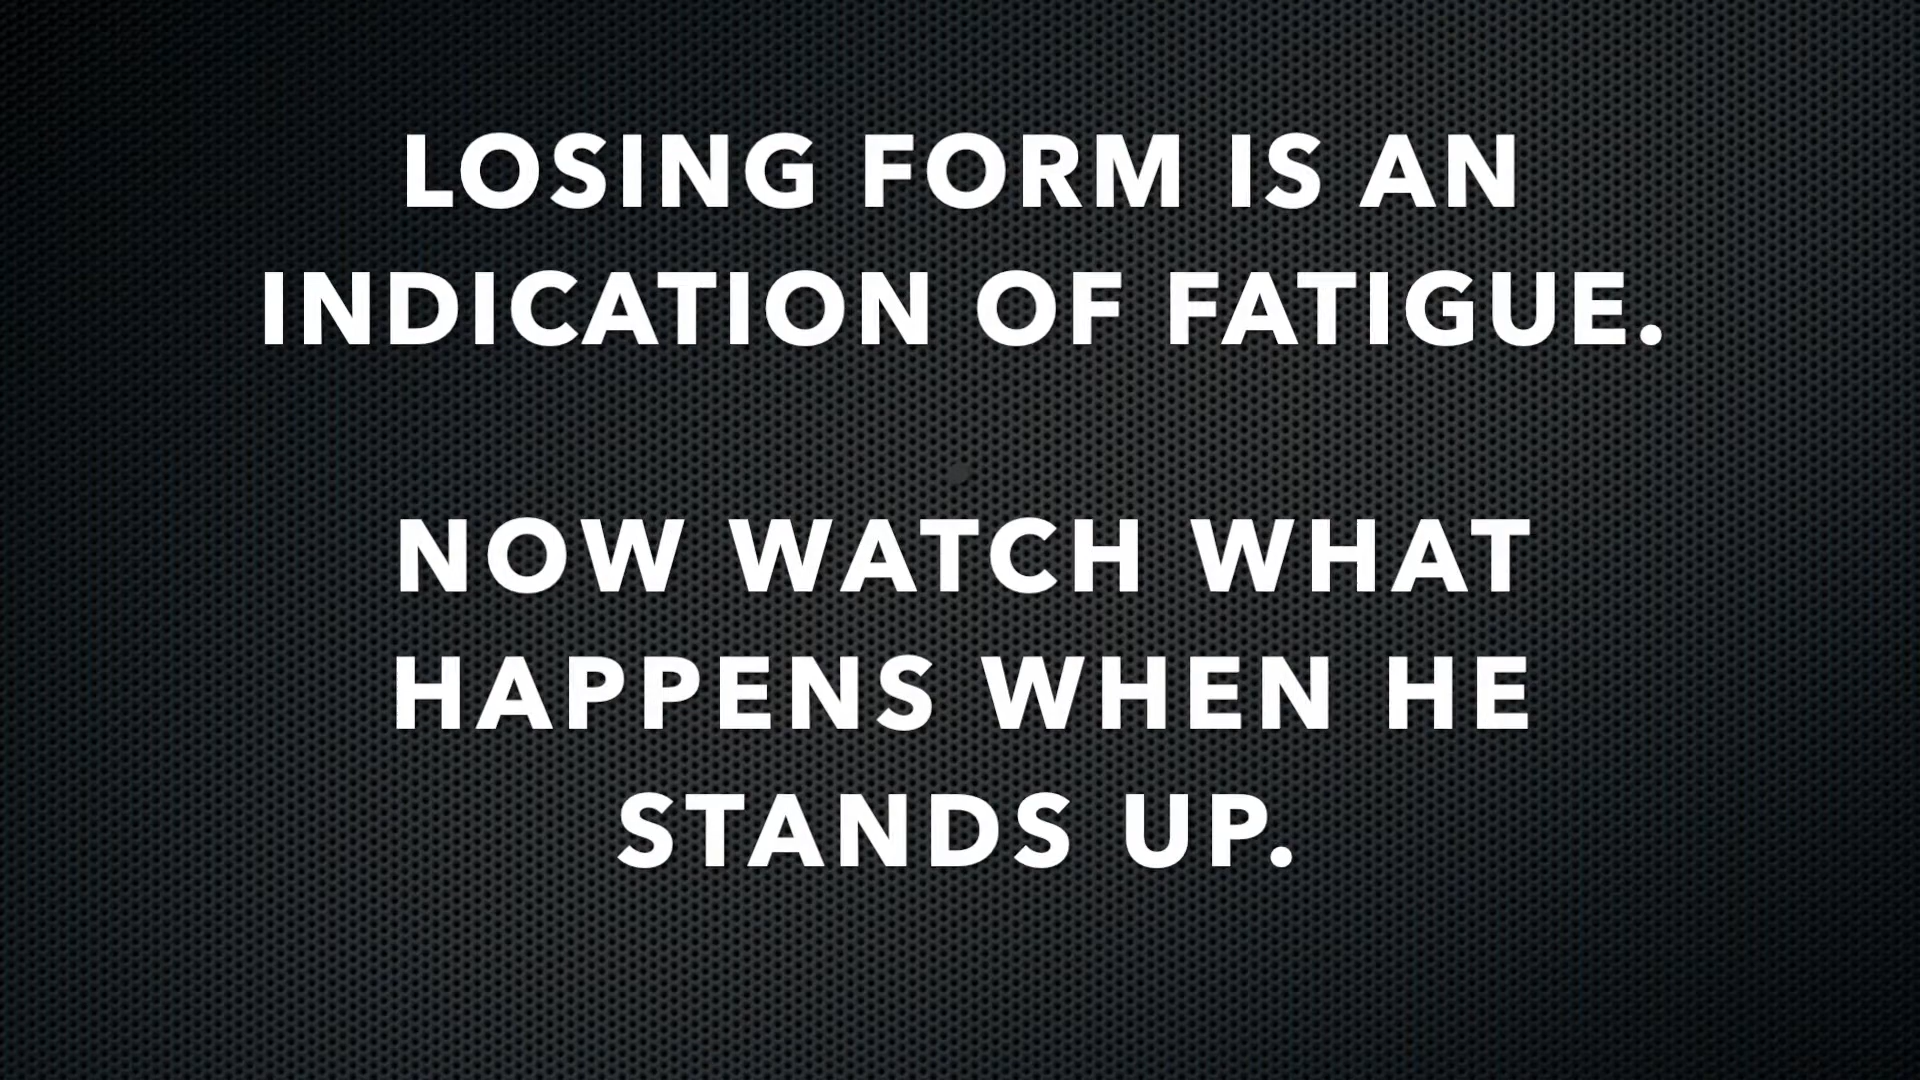 LOSING FORM IS AN
INDICATION OF FATIGUE.
NOW WATCH WHAT
HAPPENS WHEN HE
STANDS UP.